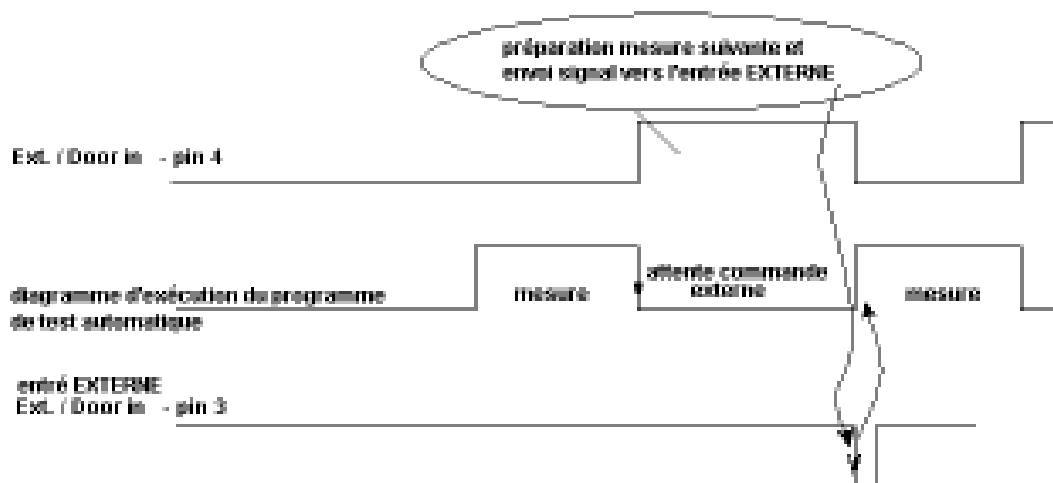 préparation mesure suivante et
envoi signal vers l'entrée EXTERNE
Ext. / Door in - pin 4
attente commande
externe
mesure
mesure
diagramme d'exécution du programme
de test automatique
entré EXTERNE
Ext. / Door in - pin 3